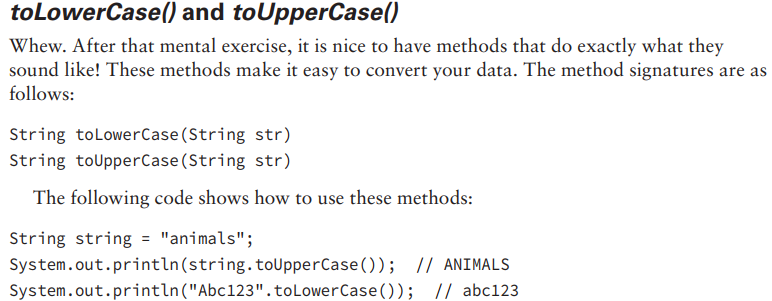 toLowerCase() and toUpperCase()
Whew. After that mental exercise, it is nice to have methods that do exactly what they
sound like! These methods make it easy to convert your data. The method signatures are as
follows:
String toLowerCase(String str)
String toUpperCase(String str)
The following code shows how to use these methods:
String string = "animals";
System.out.println(string.toUpperCase());  // ANIMALS
System.out.println("Abc123".toLowerCase());  // abc123